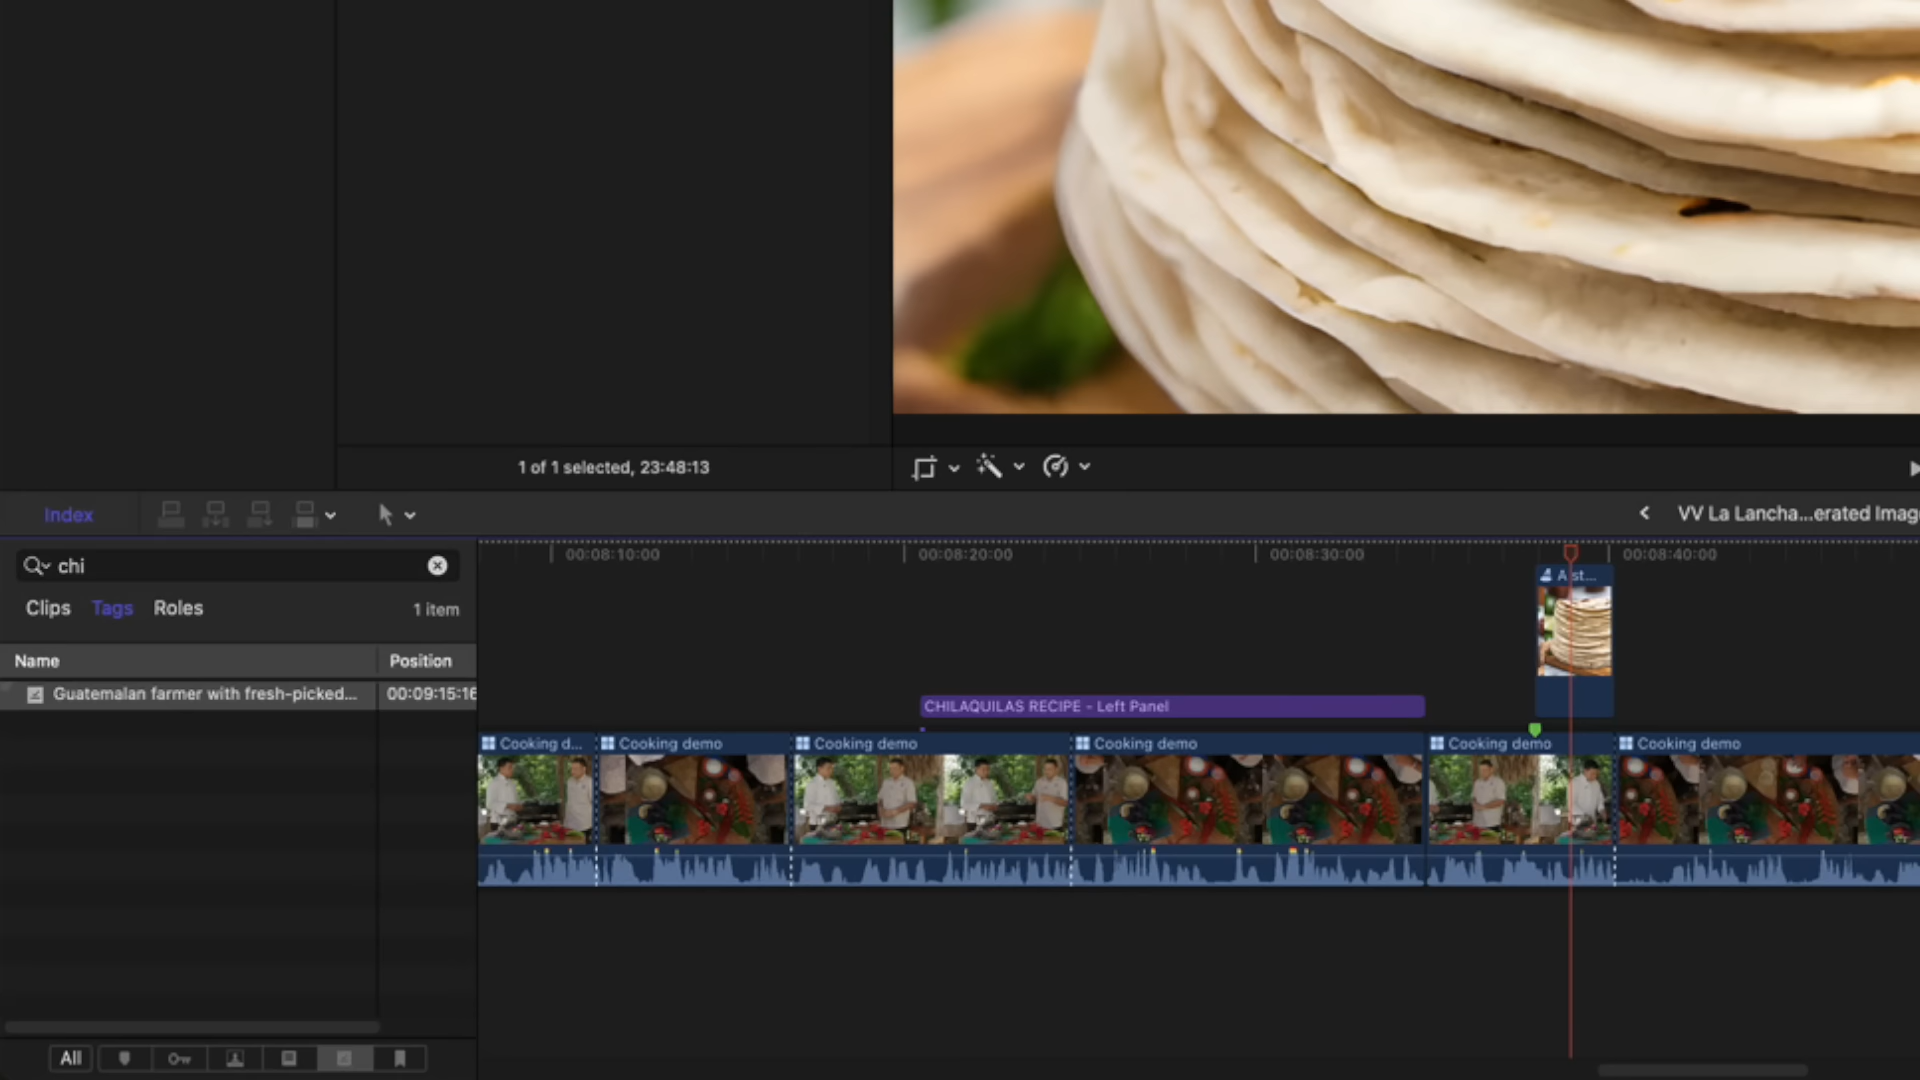 1 of 1 selected, 23:48:13
Index
VV La Lancha...erated Imag
chi
Clips Tags Roles 1 item
Name Position
Guatemalan farmer with fresh-picked... 00:09:15:16
00:08:10:00 00:08:20:00 00:08:30:00 00:08:40:00
A st...
CHILAQUILAS RECIPE - Left Panel
Cooking d... Cooking demo Cooking demo Cooking demo Cooking demo Cooking demo
All